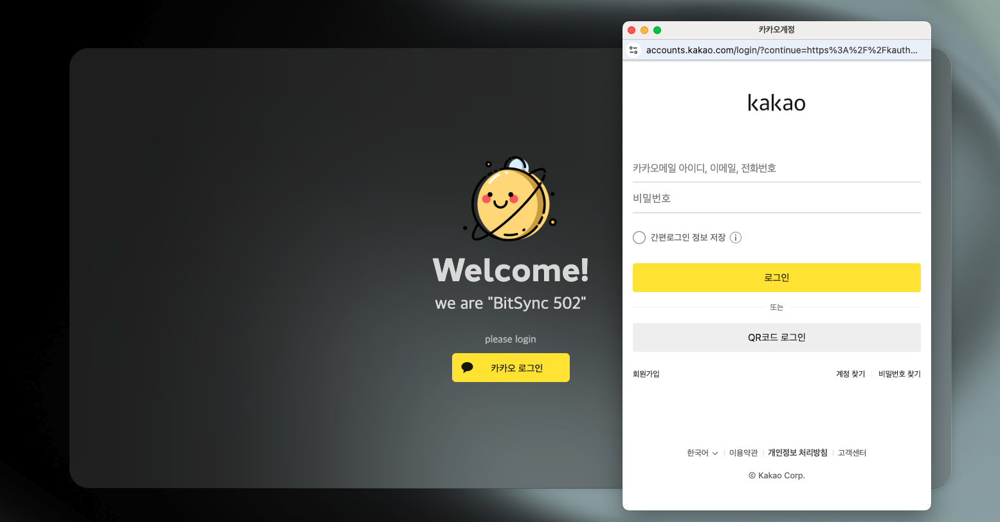 Welcome!
we are "BitSync 502"
please login
카카오 로그인
카카오계정
accounts.kakao.com/login/?continue=https%3A%2F%2Fkauth...
kakao
카카오메일 아이디, 이메일, 전화번호
비밀번호
간편로그인 정보 저장
로그인
또는
QR코드 로그인
회원가입 계정 찾기 비밀번호 찾기
한국어 이용약관 개인정보 처리방침 고객센터
© Kakao Corp.